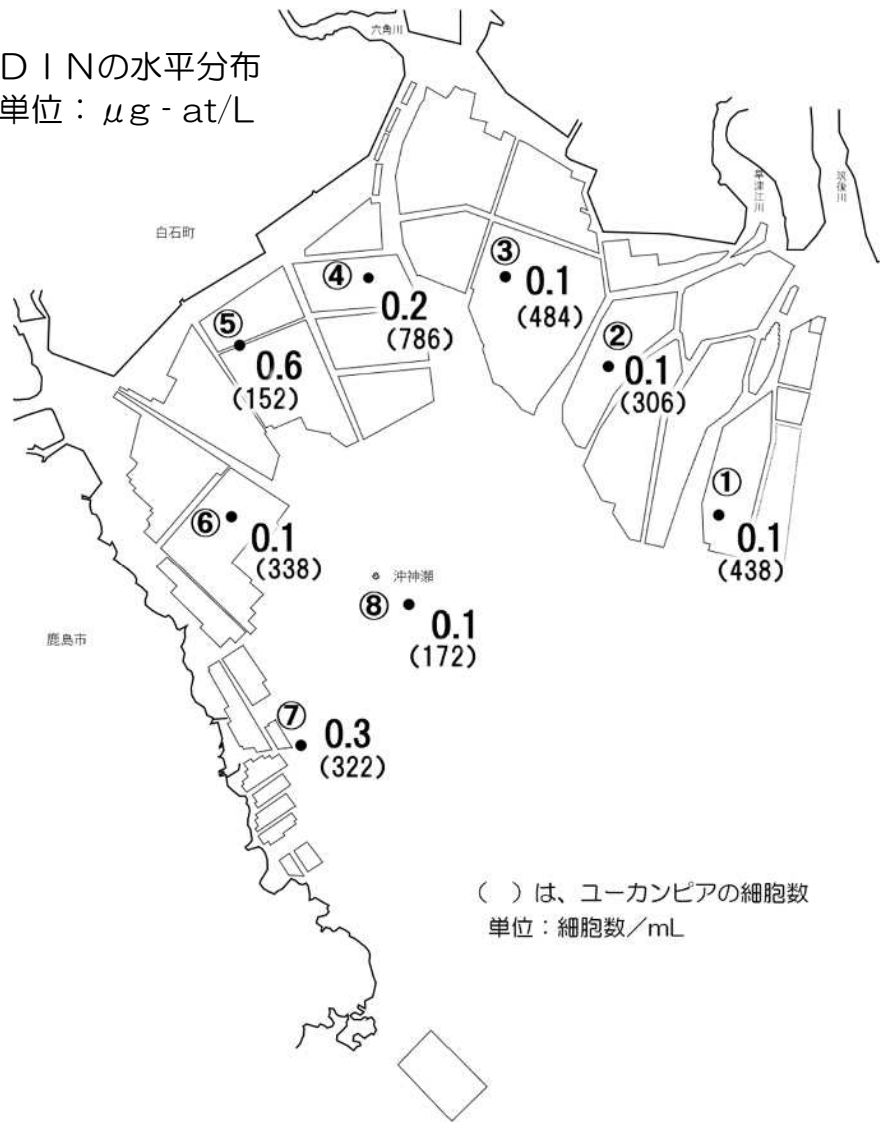 六角川
DINの水平分布
単位:μg-at/L
早津江川
筑後川
白石町
③
0.1
(484)
④
0.2
(786)
⑤
0.6
(152)
②
0.1
(306)
①
0.1
(438)
⑥
0.1
(338)
沖神瀬
⑧
0.1
(172)
鹿島市
⑦
0.3
(322)
( )は、ユーカンピアの細胞数
単位:細胞数/mL